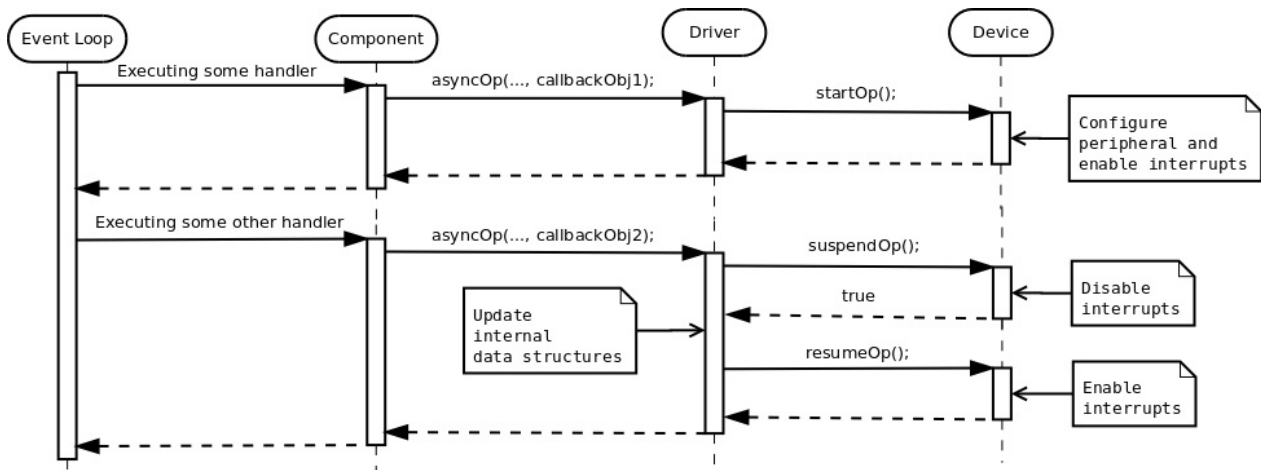 Event Loop
Component
Driver
Device
Executing some handler
asyncOp(..., callbackObj1);
startOp();
Configure
peripheral and
enable interrupts
Executing some other handler
asyncOp(..., callbackObj2);
suspendOp();
Disable
interrupts
true
Update
internal
data structures
resumeOp();
Enable
interrupts